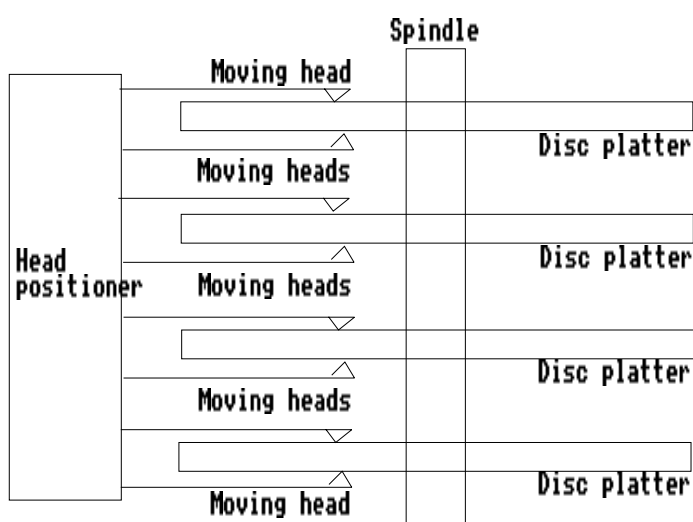 Spindle
Moving head
Disc platter
Moving heads
Disc platter
Head
positioner
Moving heads
Disc platter
Moving heads
Disc platter
Moving head